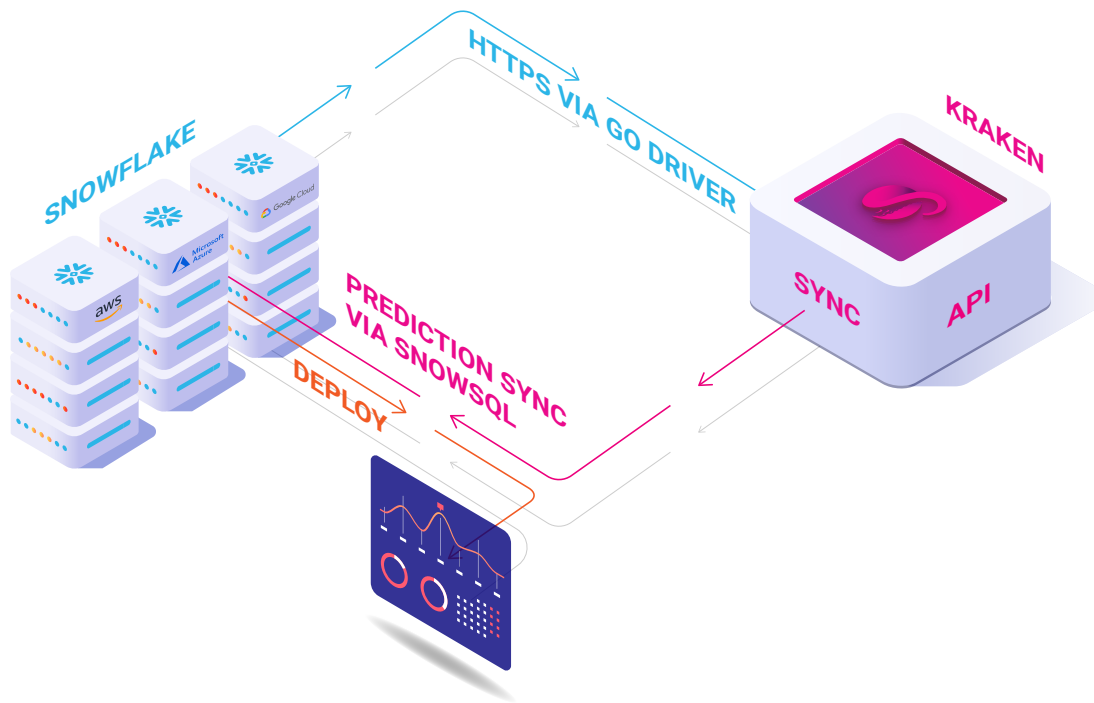 HTTPS VIA GO DRIVER
KRAKEN
SNOWFLAKE
Google Cloud
Microsoft
Azure
aws
SYNC
API
PREDICTION SYNC
VIA SNOWSQL
DEPLOY